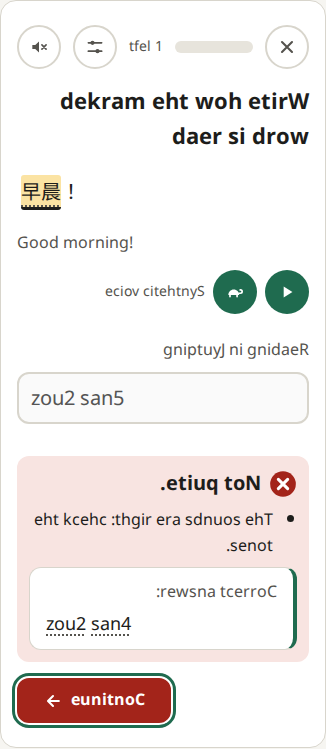 tfel 1
dekram eht woh etirW
daer si drow
早晨！
Good morning!
eciov citehtnyS
gniptuyJ ni gnidaeR
zou2 san5
.etiuq toN
eht kcehc :thgir era sdnuos ehT
.senot
:rewsna tcerroC
zou2 san4
← eunitnoC